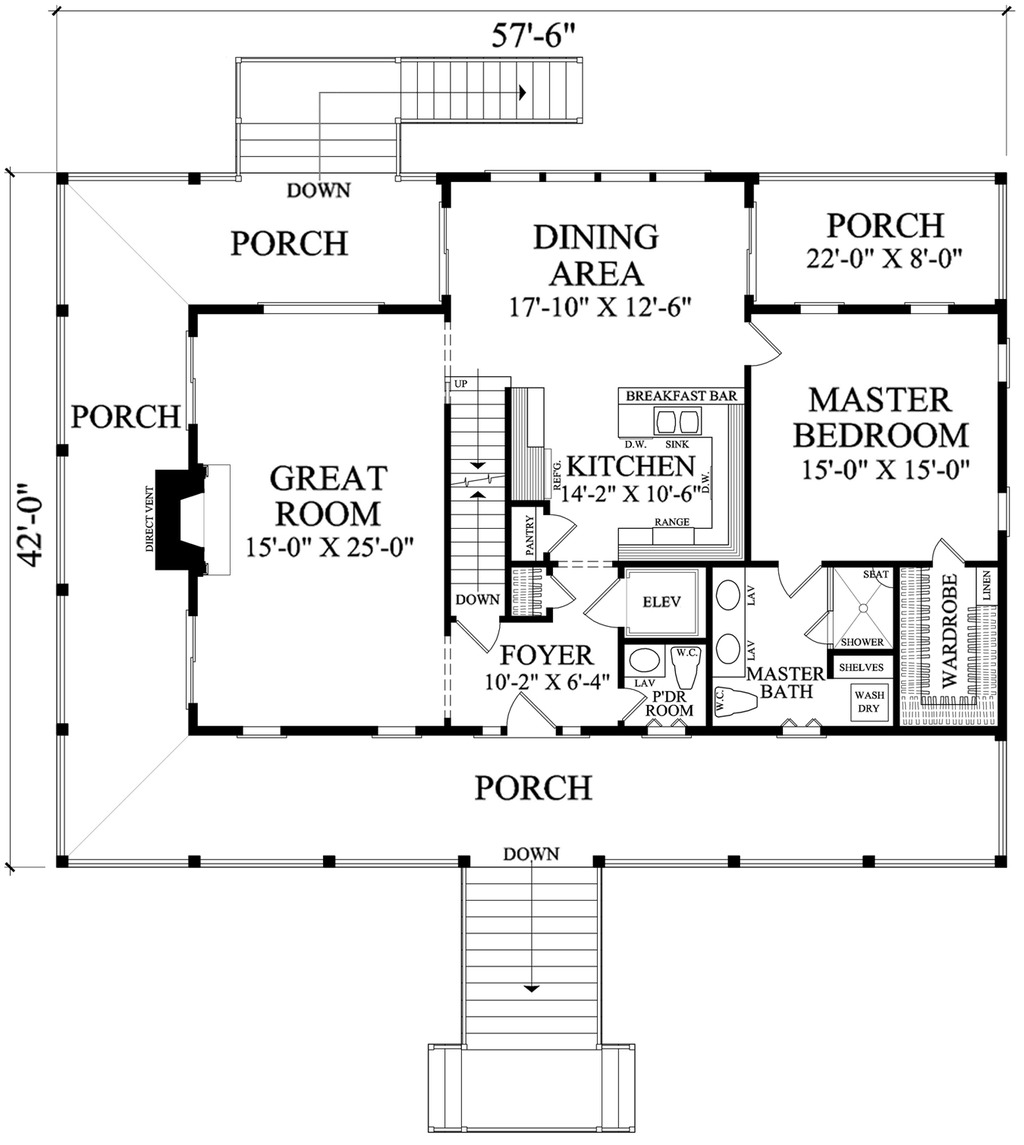 57'-6"
DOWN
PORCH
DINING
AREA
17'-10" X 12'-6"
PORCH
22'-0" X 8'-0"
UP
BREAKFAST BAR
SINK
D.W.
D.W.
KITCHEN
14'-2" X 10'-6"
REF'G.
RANGE
PANTRY
MASTER
BEDROOM
15'-0" X 15'-0"
PORCH
GREAT
ROOM
15'-0" X 25'-0"
DIRECT VENT
42'-0"
DOWN
ELEV
FOYER
10'-2" X 6'-4"
W.C.
LAV
P'DR
ROOM
LAV
LAV
W.C.
MASTER
BATH
SEAT
SHOWER
SHELVES
WASH
DRY
WARDROBE
LINEN
PORCH
DOWN